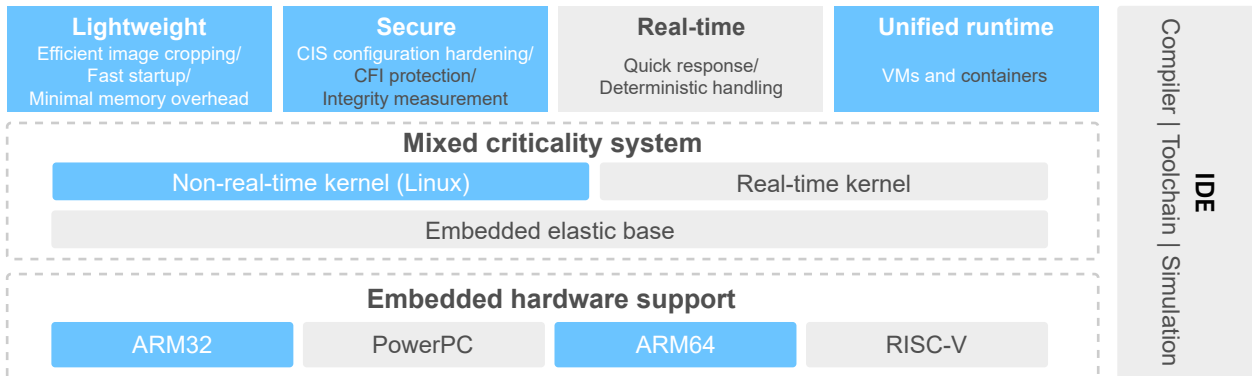 Lightweight
Efficient image cropping/
Fast startup/
Minimal memory overhead
Secure
CIS configuration hardening/
CFI protection/
Integrity measurement
Real-time
Quick response/
Deterministic handling
Unified runtime
VMs and containers
Mixed criticality system
Non-real-time kernel (Linux)
Real-time kernel
Embedded elastic base
Embedded hardware support
ARM32
PowerPC
ARM64
RISC-V
IDE
Compiler | Toolchain | Simulation